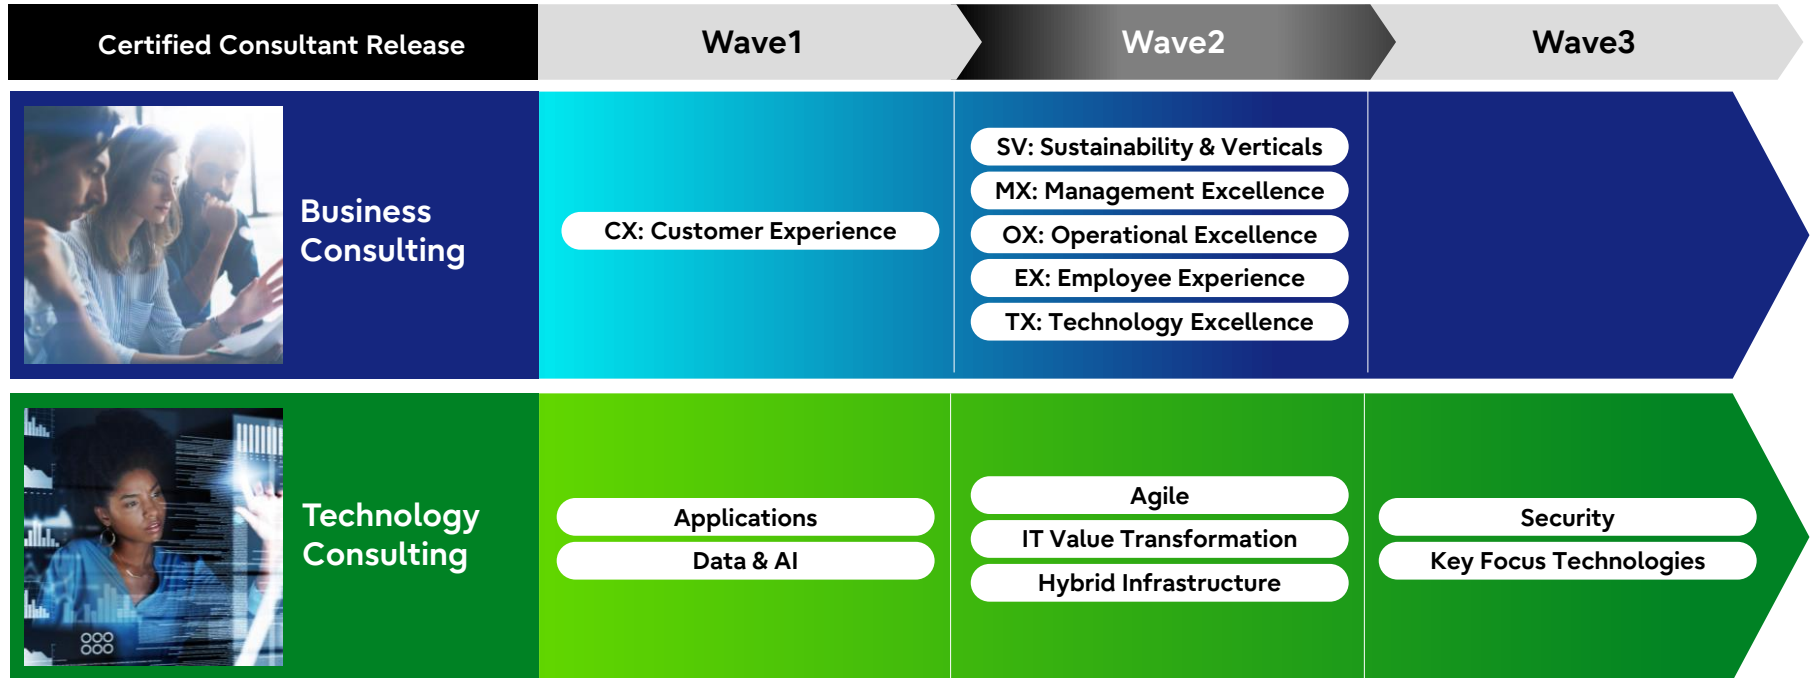 Certified Consultant Release
Wave1
Wave2
Wave3
Business
Consulting
CX: Customer Experience
SV: Sustainability & Verticals
MX: Management Excellence
OX: Operational Excellence
EX: Employee Experience
TX: Technology Excellence
Technology
Consulting
Applications
Data & AI
Agile
IT Value Transformation
Hybrid Infrastructure
Security
Key Focus Technologies